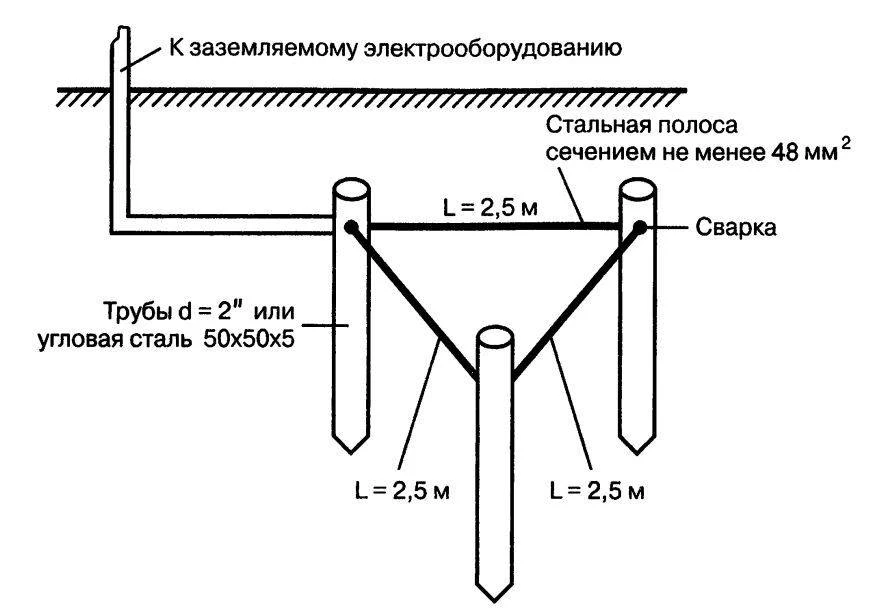 К заземляемому электрооборудованию
Стальная полоса
сечением не менее 48 мм²
L = 2,5 м
Сварка
Трубы d = 2" или
угловая сталь 50х50х5
L = 2,5 м
L = 2,5 м